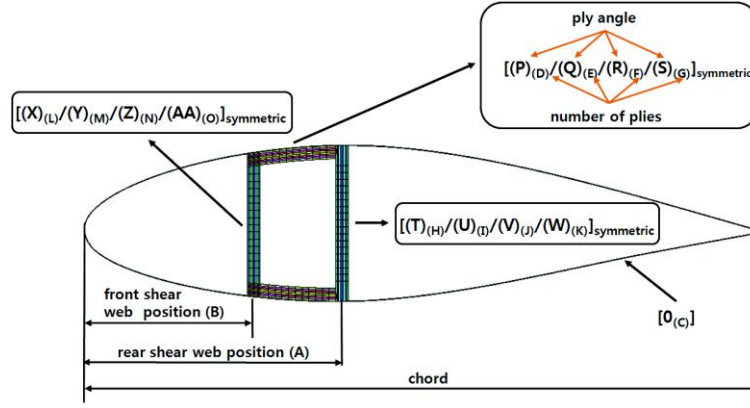 ply angle
[(P)(D)/(Q)(E)/(R)(F)/(S)(G)]symmetric
number of plies
[(X)(L)/(Y)(M)/(Z)(N)/(AA)(O)]symmetric
[(T)(H)/(U)(I)/(V)(J)/(W)(K)]symmetric
front shear
web position (B)
[0(C)]
rear shear web position (A)
chord